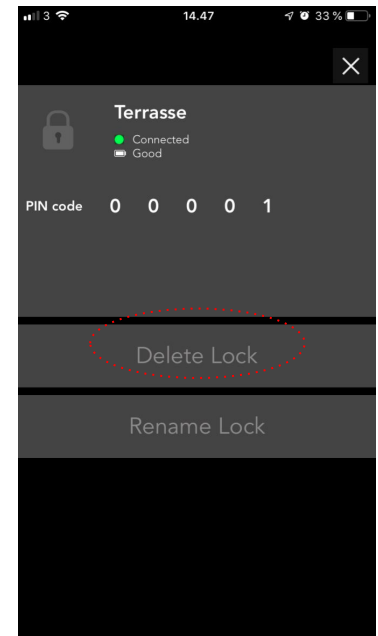 3 14.47 33 %
Terrasse
Connected
Good
PIN code 0 0 0 0 1
Delete Lock
Rename Lock